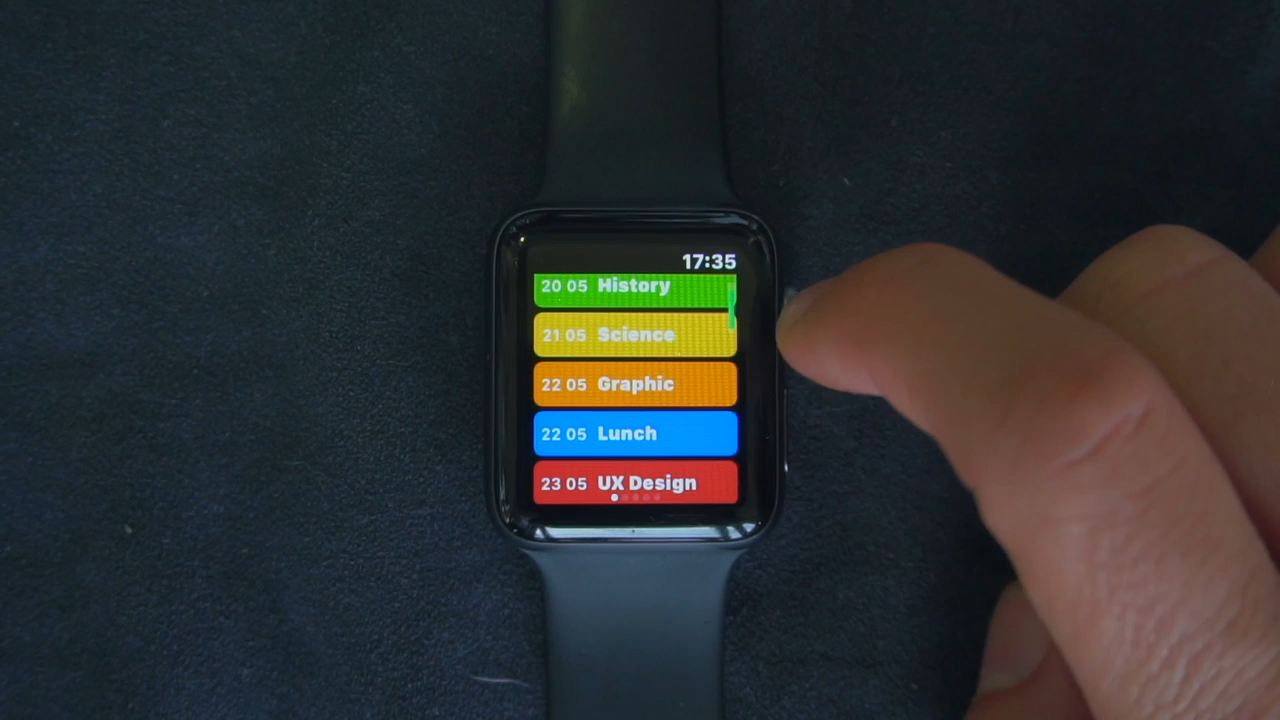 17:35
20 05 History
21 05 Science
22 05 Graphic
22 05 Lunch
23 05 UX Design